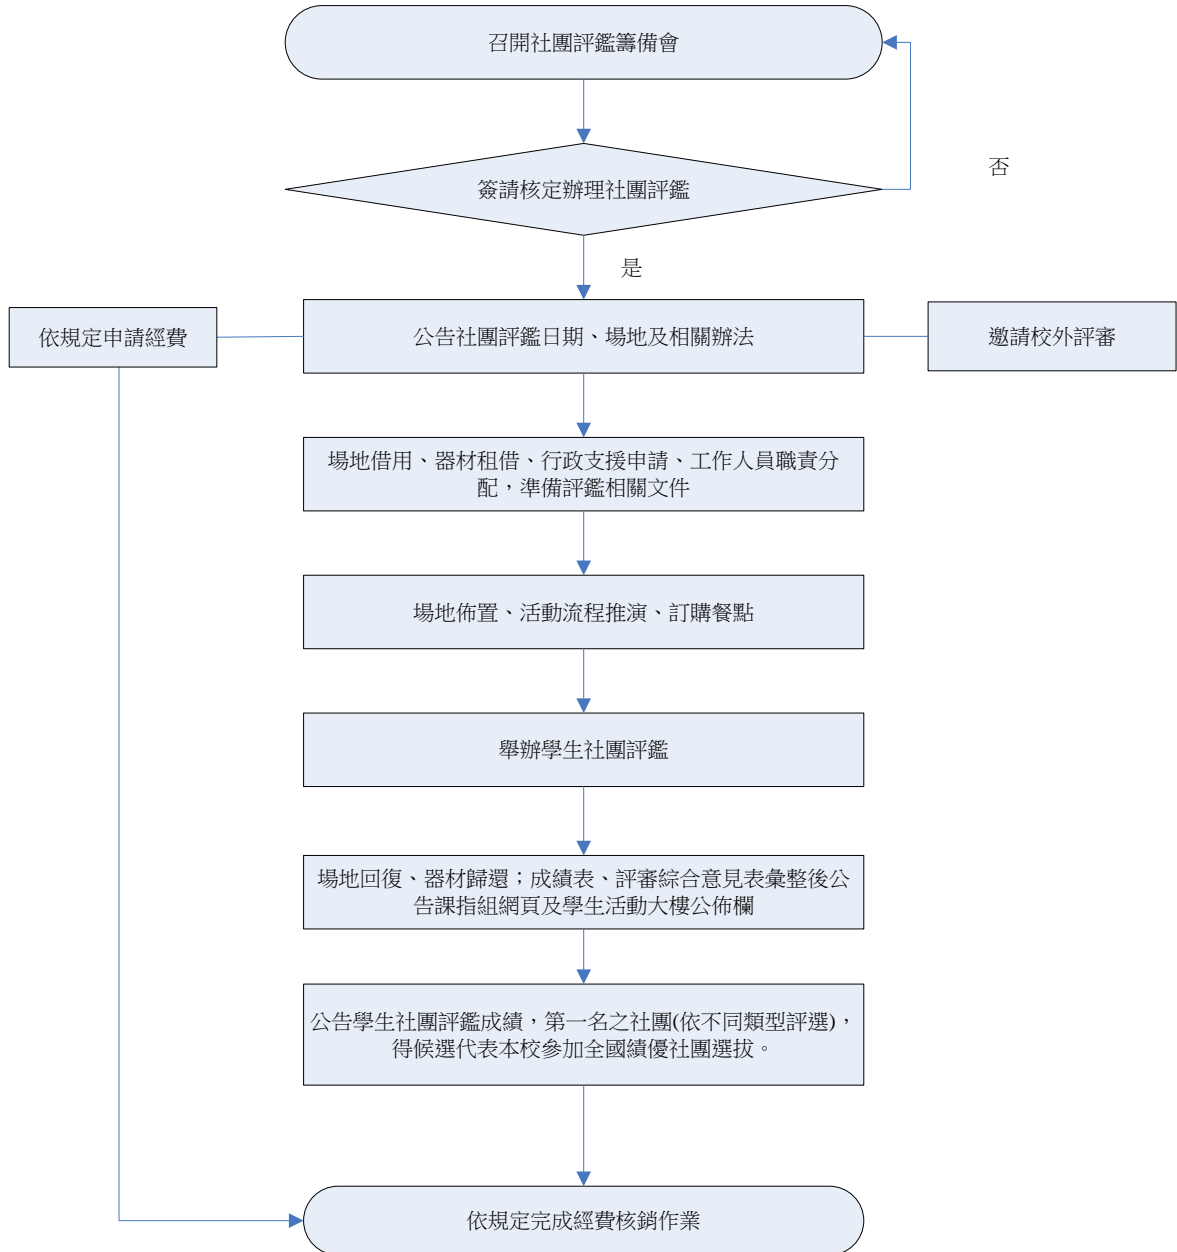 召開社團評鑑籌備會
否
簽請核定辦理社團評鑑
是
依規定申請經費
公告社團評鑑日期、場地及相關辦法
邀請校外評審
場地借用、器材租借、行政支援申請、工作人員職責分
配，準備評鑑相關文件
場地佈置、活動流程推演、訂購餐點
舉辦學生社團評鑑
場地回復、器材歸還；成績表、評審綜合意見表彙整後公
告課指組網頁及學生活動大樓公佈欄
公告學生社團評鑑成績，第一名之社團(依不同類型評選)，
得候選代表本校參加全國績優社團選拔。
依規定完成經費核銷作業